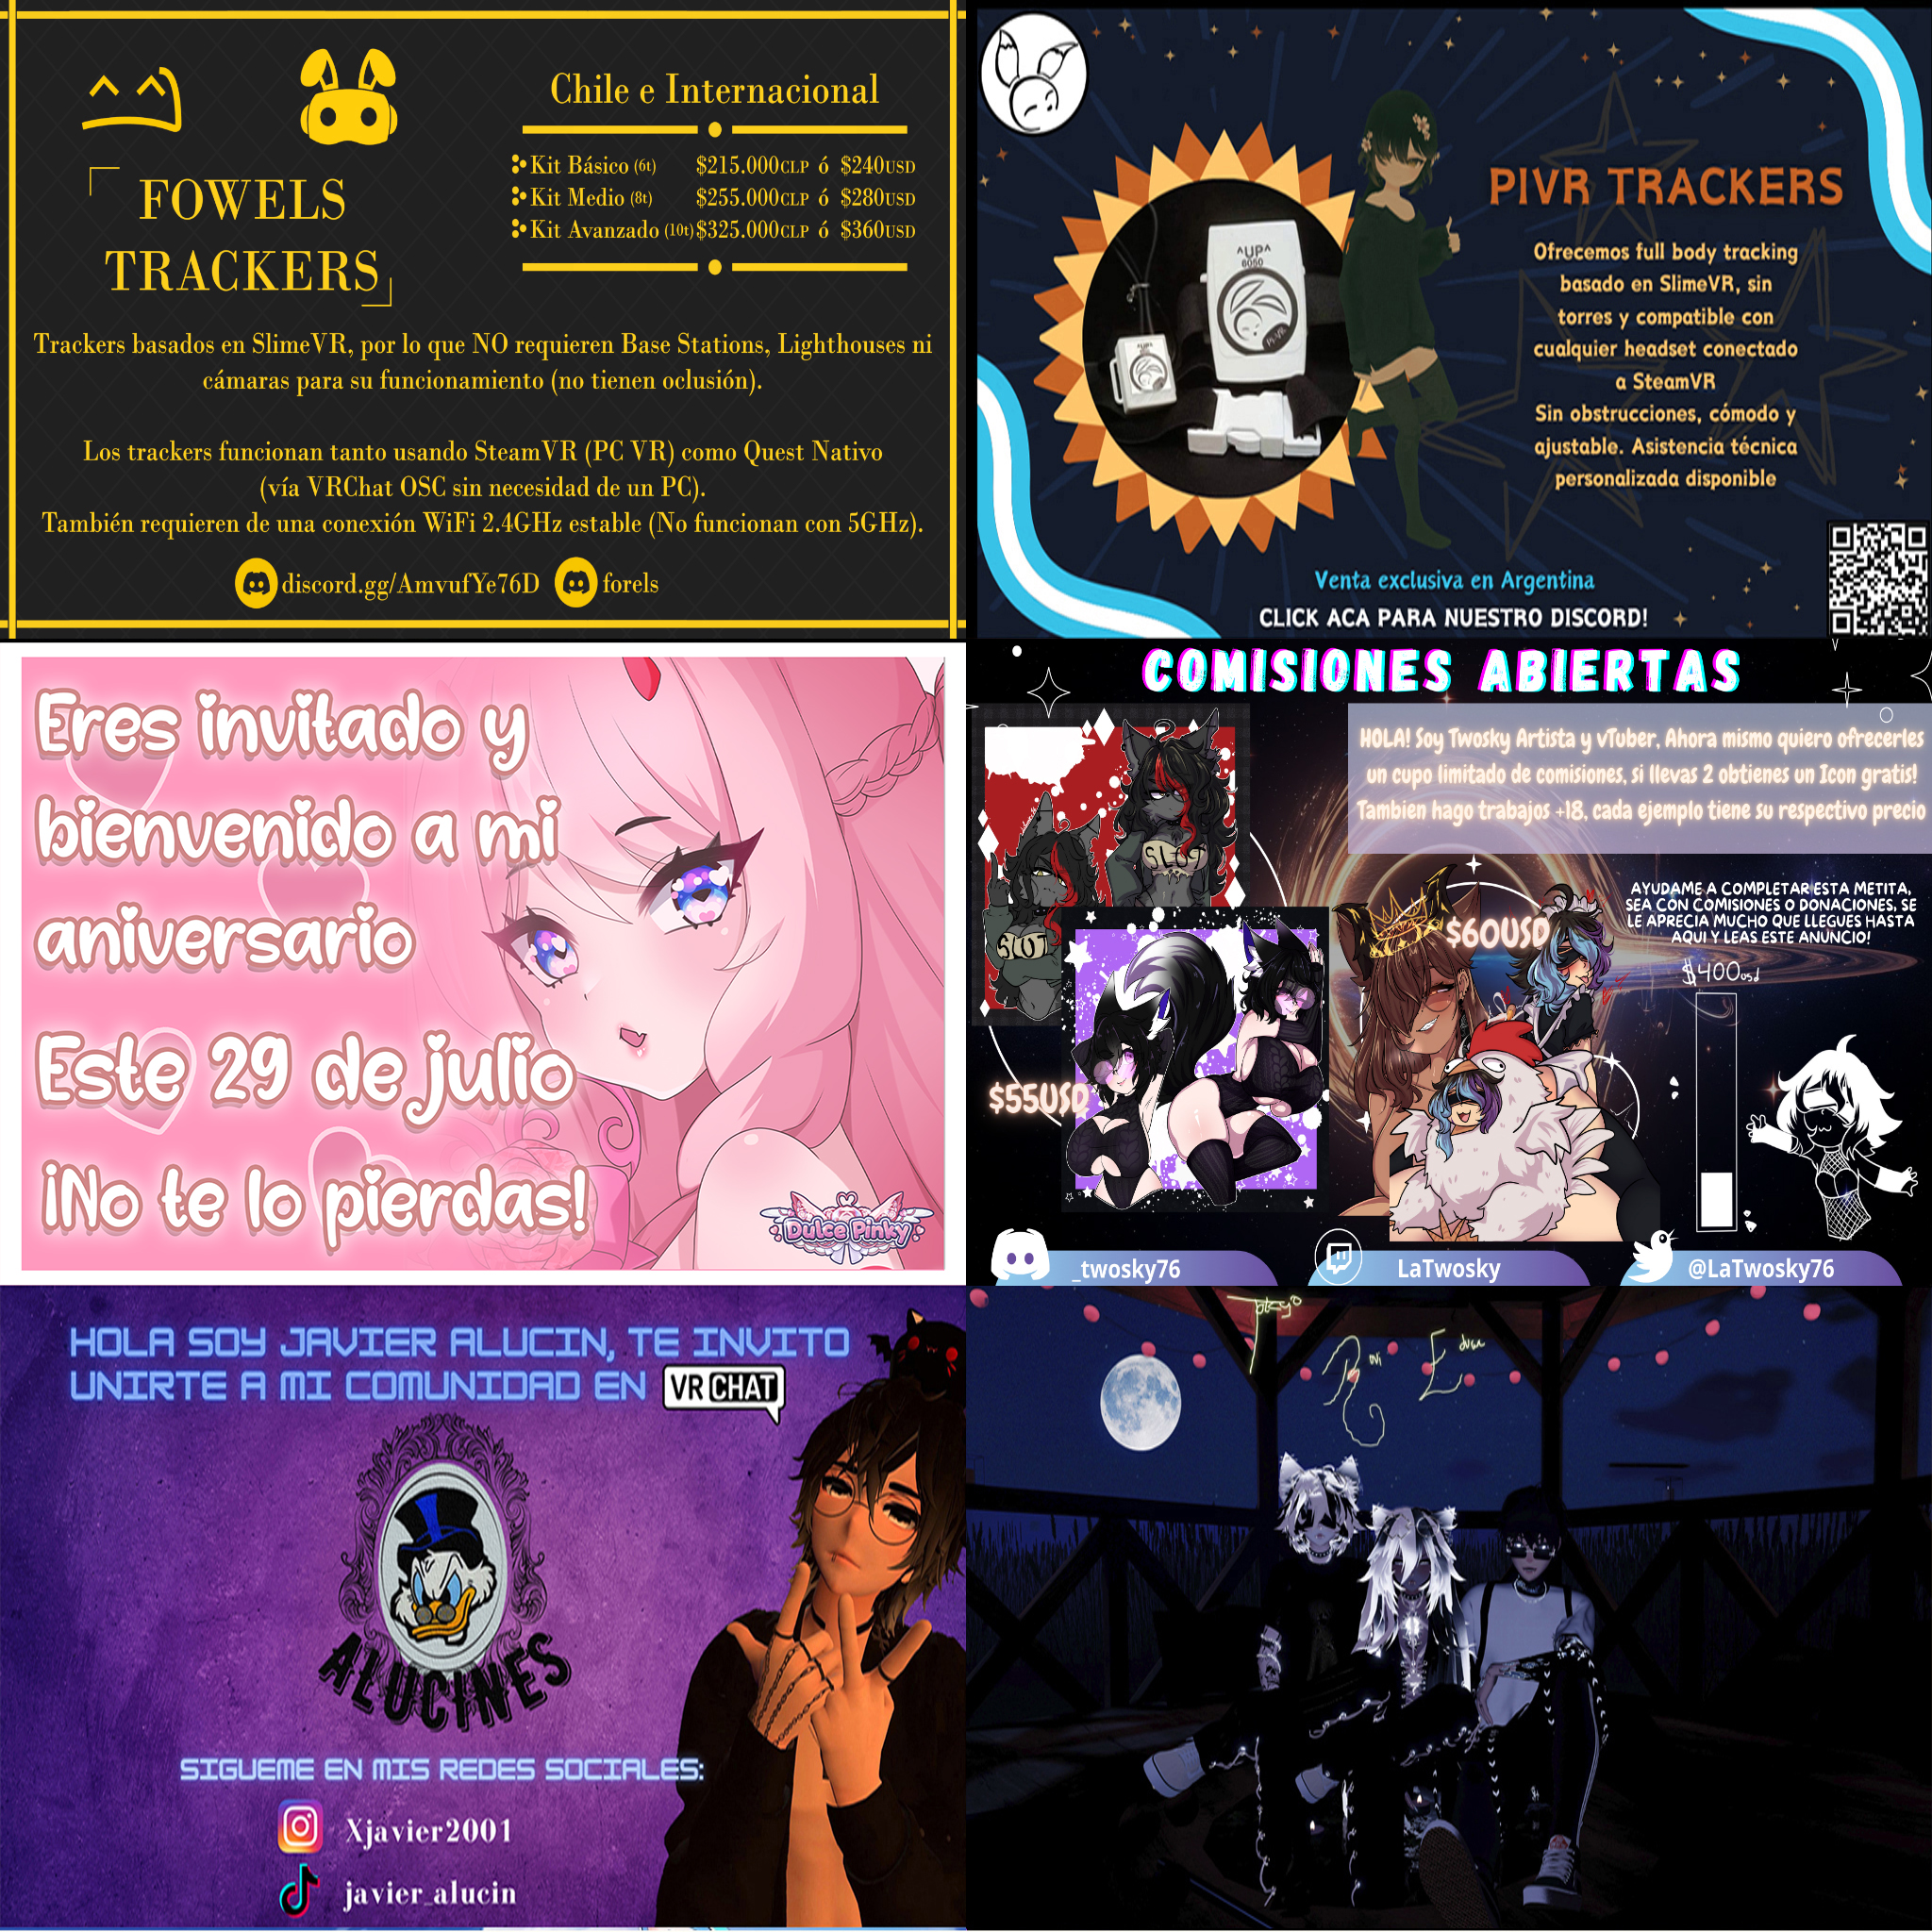 FOWELS
TRACKERS
Chile e Internacional
Kit Básico (6t) $215.000CLP ó $240USD
Kit Medio (8t) $255.000CLP ó $280USD
Kit Avanzado (10t) $325.000CLP ó $360USD
Trackers basados en SlimeVR, por lo que NO requieren Base Stations, Lighthouses ni
cámaras para su funcionamiento (no tienen oclusión).
Los trackers funcionan tanto usando SteamVR (PC VR) como Quest Nativo
(vía VRChat OSC sin necesidad de un PC).
También requieren de una conexión WiFi 2.4GHz estable (No funcionan con 5GHz).
discord.gg/AmvufYe76D forels
^UP^
6050
PI-VR
PIVR TRACKERS
Ofrecemos full body tracking
basado en SlimeVR, sin
torres y compatible con
cualquier headset conectado
a SteamVR
Sin obstrucciones, cómodo y
ajustable. Asistencia técnica
personalizada disponible
Venta exclusiva en Argentina
CLICK ACA PARA NUESTRO DISCORD!
Eres invitado y
bienvenido a mi
aniversario
Este 29 de julio
¡No te lo pierdas!
Dulce Pinky
COMISIONES ABIERTAS
HOLA! Soy Twosky Artista y vTuber, Ahora mismo quiero ofrecerles
un cupo limitado de comisiones, si llevas 2 obtienes un Icon gratis!
Tambien hago trabajos +18, cada ejemplo tiene su respectivo precio
SLUT
SLUT
$55USD
$60USD
AYUDAME A COMPLETAR ESTA METITA,
SEA CON COMISIONES O DONACIONES, SE
LE APRECIA MUCHO QUE LLEGUES HASTA
AQUI Y LEAS ESTE ANUNCIO!
$400usd
_twosky76
LaTwosky
@LaTwosky76
HOLA SOY JAVIER ALUCIN, TE INVITO
UNIRTE A MI COMUNIDAD EN VRCHAT
ALUCINES
SIGUEME EN MIS REDES SOCIALES:
Xjavier2001
javier_alucin